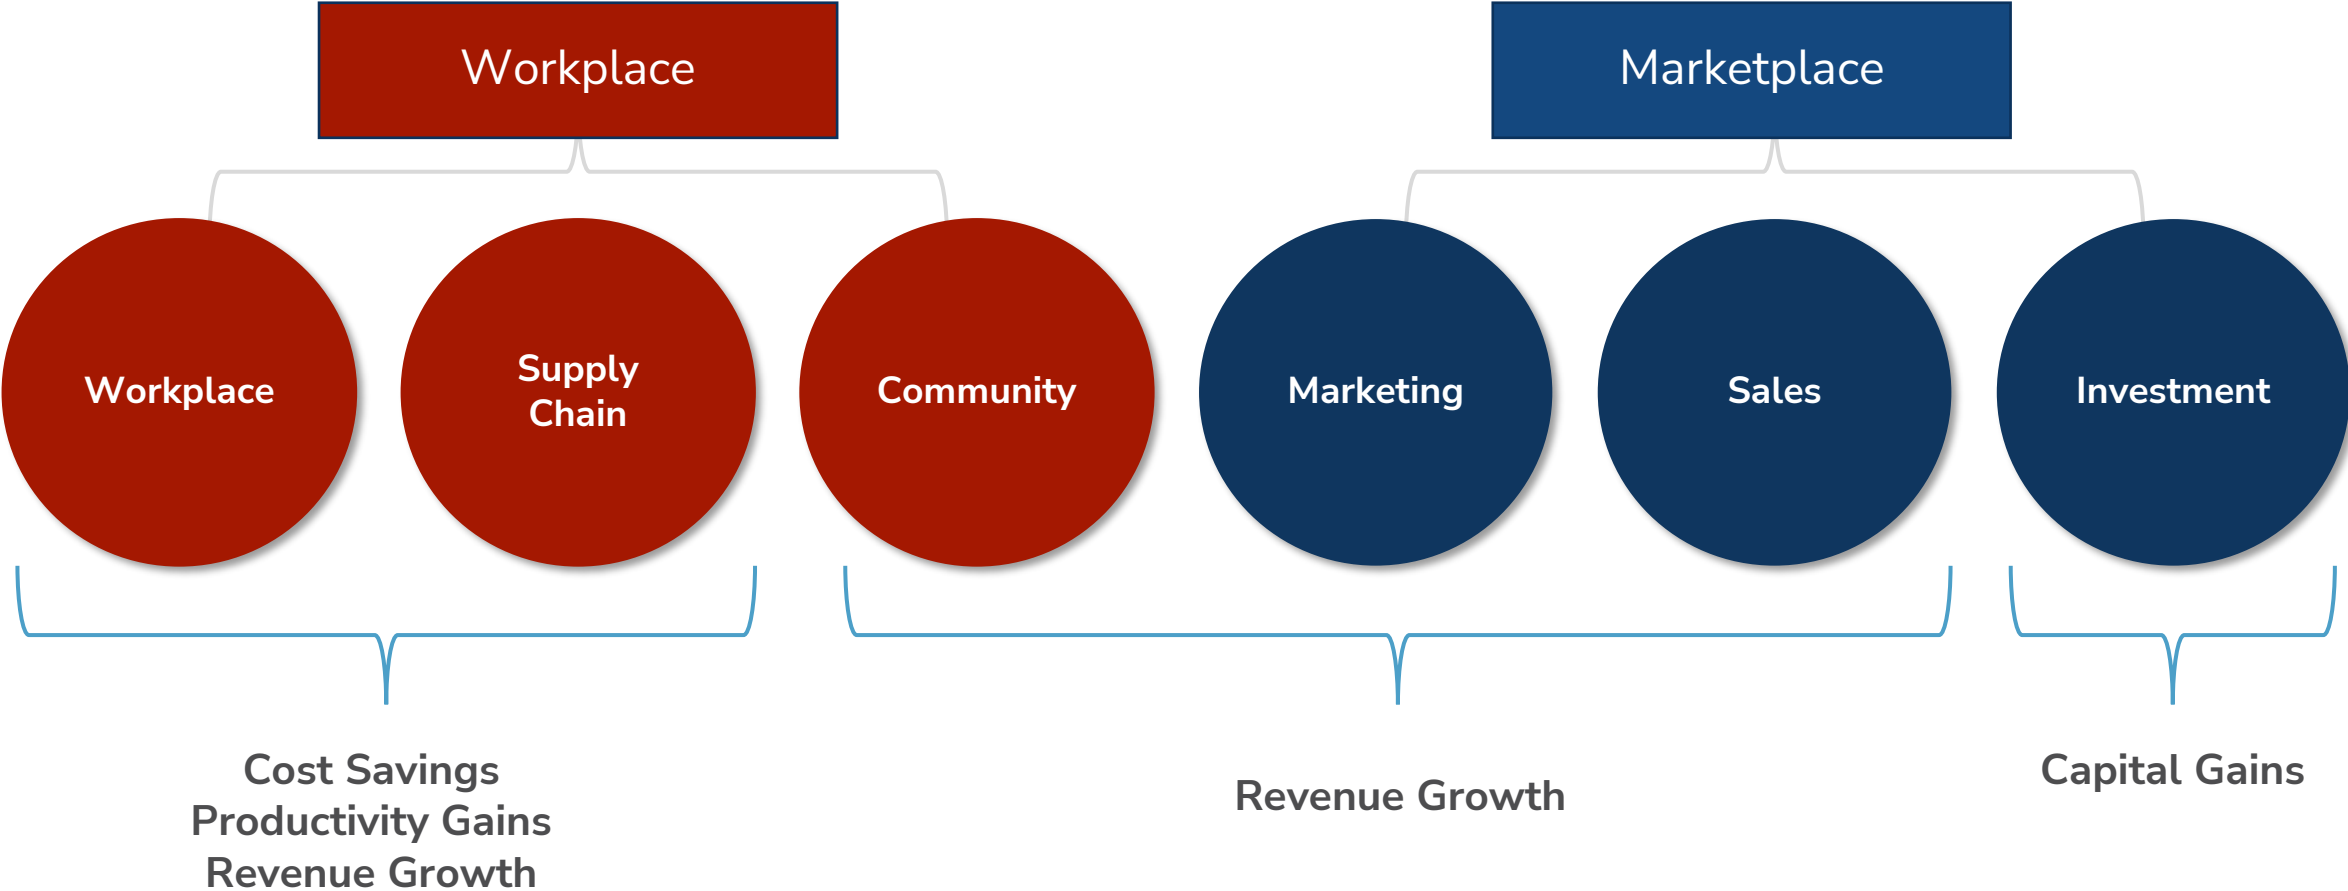 Workplace
Marketplace
Workplace
Supply
Chain
Community
Marketing
Sales
Investment
Cost Savings
Productivity Gains
Revenue Growth
Revenue Growth
Capital Gains